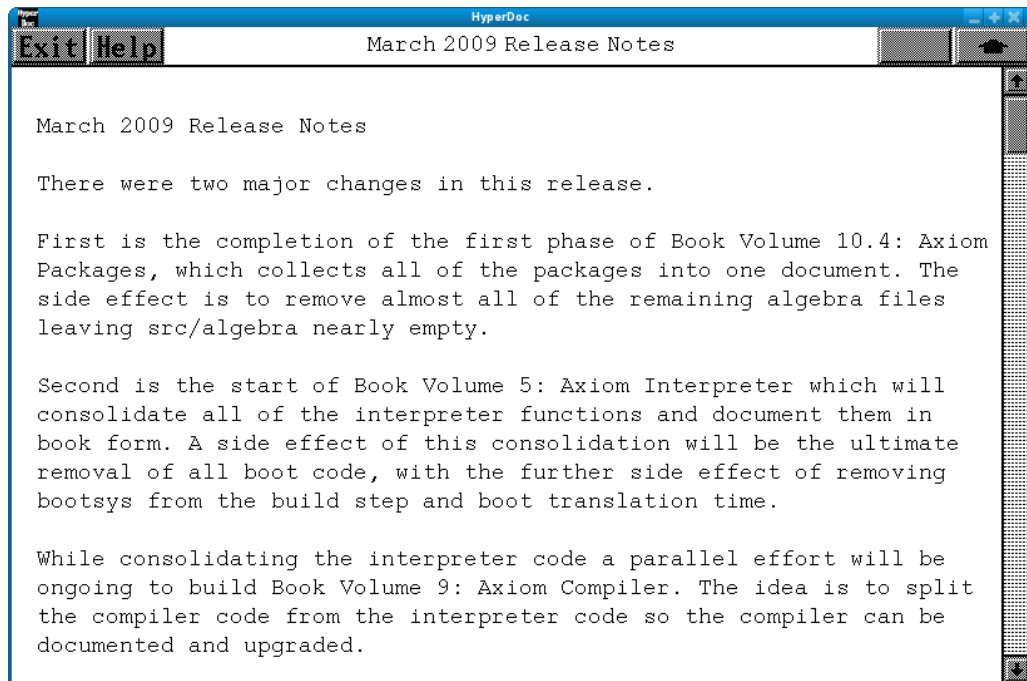 Hyper
Doc
HyperDoc
Exit Help
March 2009 Release Notes
March 2009 Release Notes
There were two major changes in this release.
First is the completion of the first phase of Book Volume 10.4: Axiom
Packages, which collects all of the packages into one document. The
side effect is to remove almost all of the remaining algebra files
leaving src/algebra nearly empty.
Second is the start of Book Volume 5: Axiom Interpreter which will
consolidate all of the interpreter functions and document them in
book form. A side effect of this consolidation will be the ultimate
removal of all boot code, with the further side effect of removing
bootsys from the build step and boot translation time.
While consolidating the interpreter code a parallel effort will be
ongoing to build Book Volume 9: Axiom Compiler. The idea is to split
the compiler code from the interpreter code so the compiler can be
documented and upgraded.